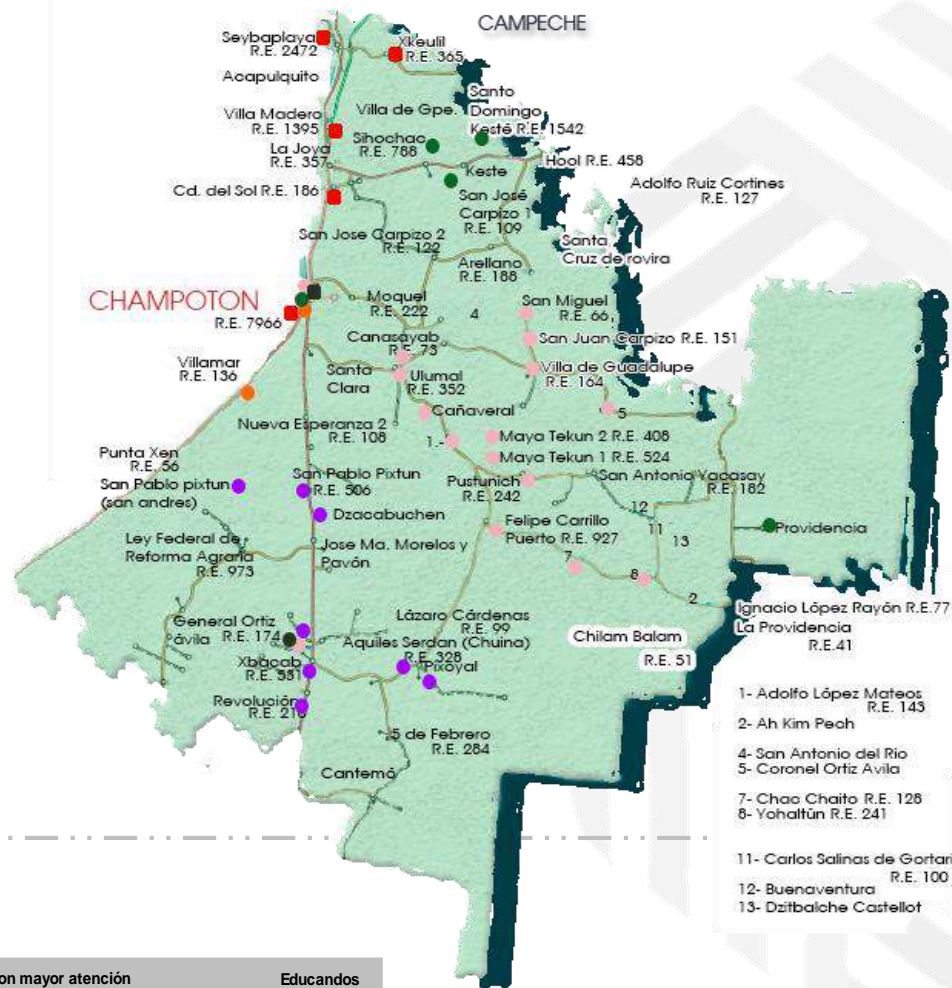 CAMPECHE
Seybaplaya
R.E. 2472
Xkeulil
R.E. 365
Acapulquito
Santo
Domingo
Kesté R.E. 1542
Villa Madero
R.E. 1395
Villa de Gpe.
Sihochac
R.E. 788
La Joya
R.E. 357
Hool R.E. 458
Keste
Cd. del Sol R.E. 186
Adolfo Ruiz Cortines
R.E. 127
San José
Carpizo 1
R.E. 109
San Jose Carpizo 2
R.E. 122
Santa
Cruz de rovira
Arellano
R.E. 188
CHAMPOTON
R.E. 7966
Moquel
R.E. 222
4
San Miguel
R.E. 66
Canasayab
R.E. 73
San Juan Carpizo R.E. 151
Villamar
R.E. 136
Santa
Clara
Ulumal
R.E. 352
Villa de Guadalupe
R.E. 164
5
Cañaveral
Nueva Esperanza 2
R.E. 108
1.-
Maya Tekun 2 R.E. 408
Maya Tekun 1 R.E. 524
Punta Xen
R.E. 56
San Pablo pixtun
(san andres)
San Pablo Pixtun
R.E. 506
Pustunich
R.E. 242
San Antonio Yacasay
R.E. 182
Dzacabuchen
12
11
13
Felipe Carrillo
Puerto R.E. 927
Providencia
Ley Federal de
Reforma Agraria
R.E. 973
Jose Ma. Morelos y
Pavón
7
8
2
General Ortiz
ávila R.E. 174
Lázaro Cárdenas
R.E. 99
Aquiles Serdan (Chuina)
R.E. 328
Chilam Balam
R.E. 51
Ignacio López Rayón R.E.77
La Providencia
R.E.41
Xbacab
R.E. 531
Pixoyal
Revolución
R.E. 216
5 de Febrero
R.E. 284
Cantemó
1- Adolfo López Mateos
R.E. 143
2- Ah Kim Pech
4- San Antonio del Rio
5- Coronel Ortiz Avila
7- Chac Chaito R.E. 128
8- Yohaltún R.E. 241
11- Carlos Salinas de Gortari
R.E. 100
12- Buenaventura
13- Dzitbalche Castellot
on mayor atención Educandos